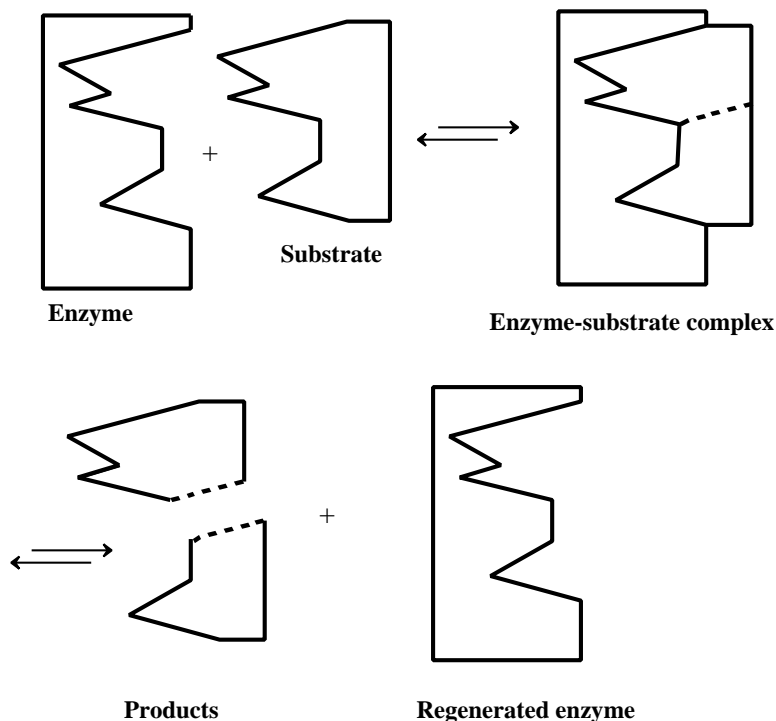 +
Substrate
Enzyme
Enzyme-substrate complex
+
Products
Regenerated enzyme